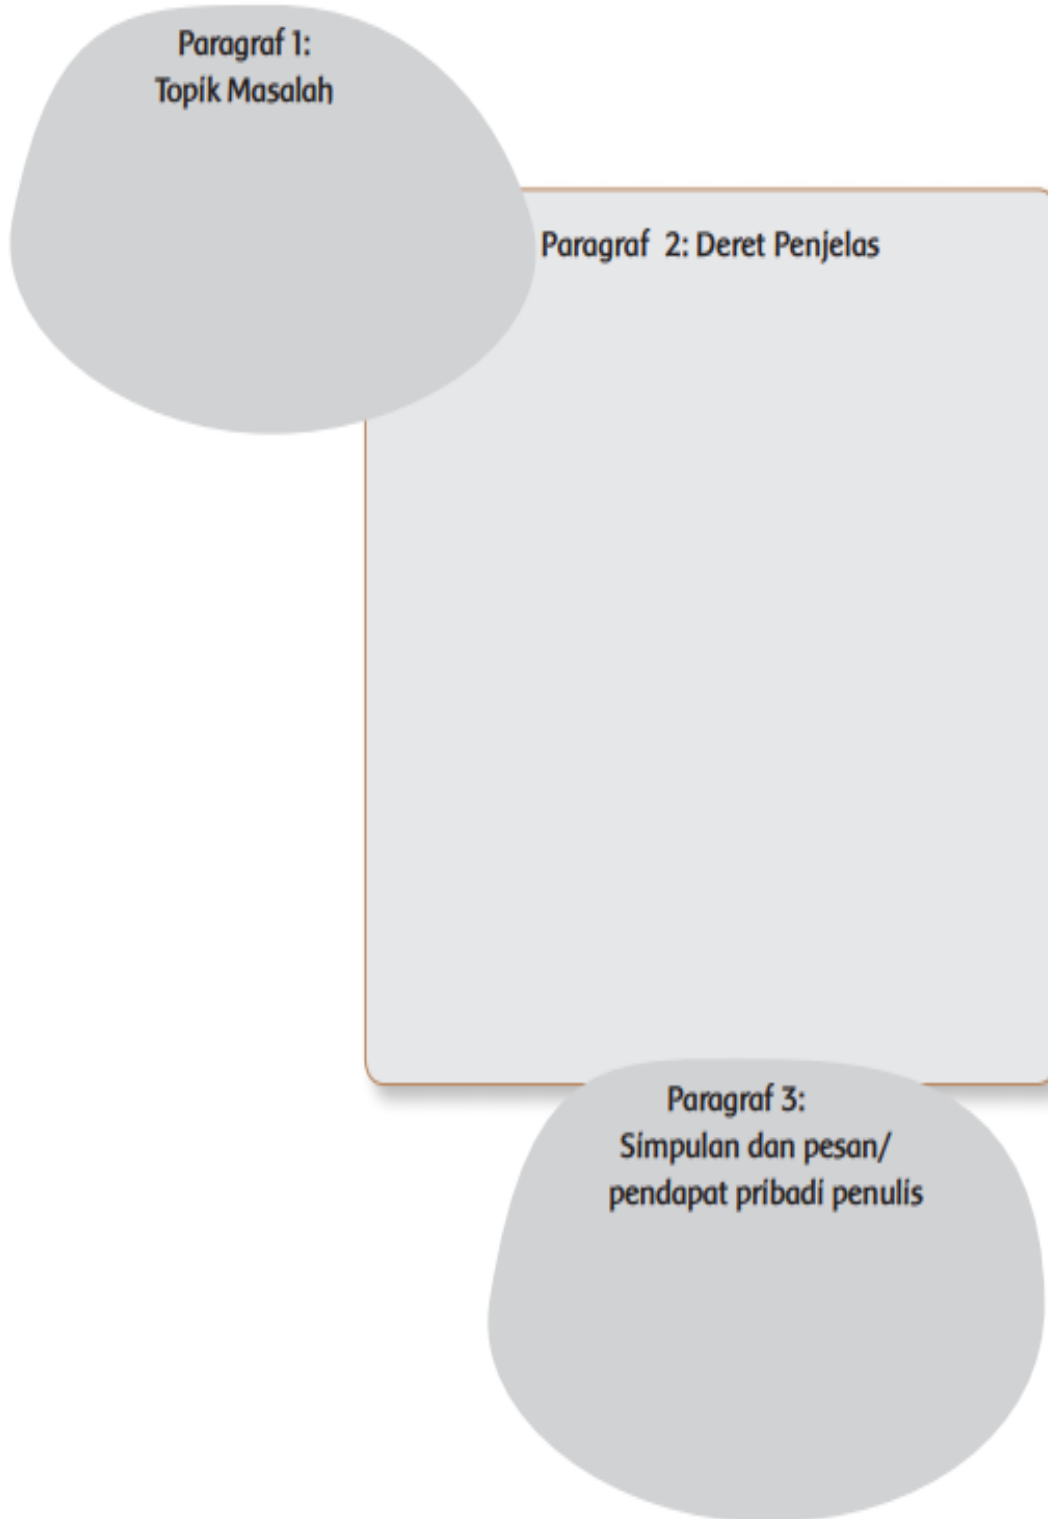 Paragraf 1:
Topik Masalah
Paragraf 2: Deret Penjelas
Paragraf 3:
Simpulan dan pesan/
pendapat pribadi penulis